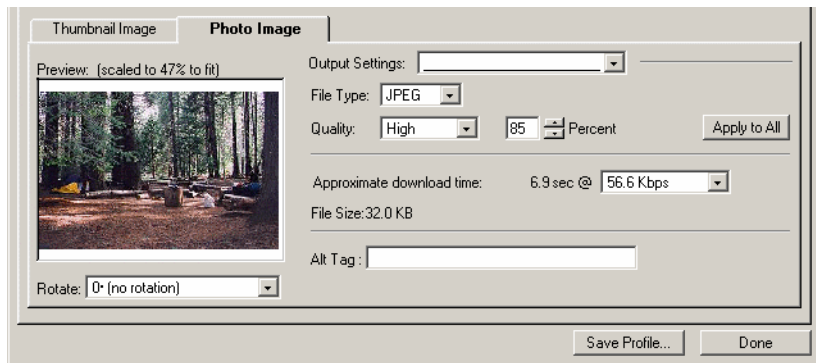 Thumbnail Image
Photo Image
Preview: (scaled to 47% to fit)
Output Settings:
File Type: JPEG
Quality: High 85 Percent Apply to All
Approximate download time: 6.9 sec @ 56.6 Kbps
File Size:32.0 KB
Alt Tag :
Rotate: 0• (no rotation)
Save Profile... Done